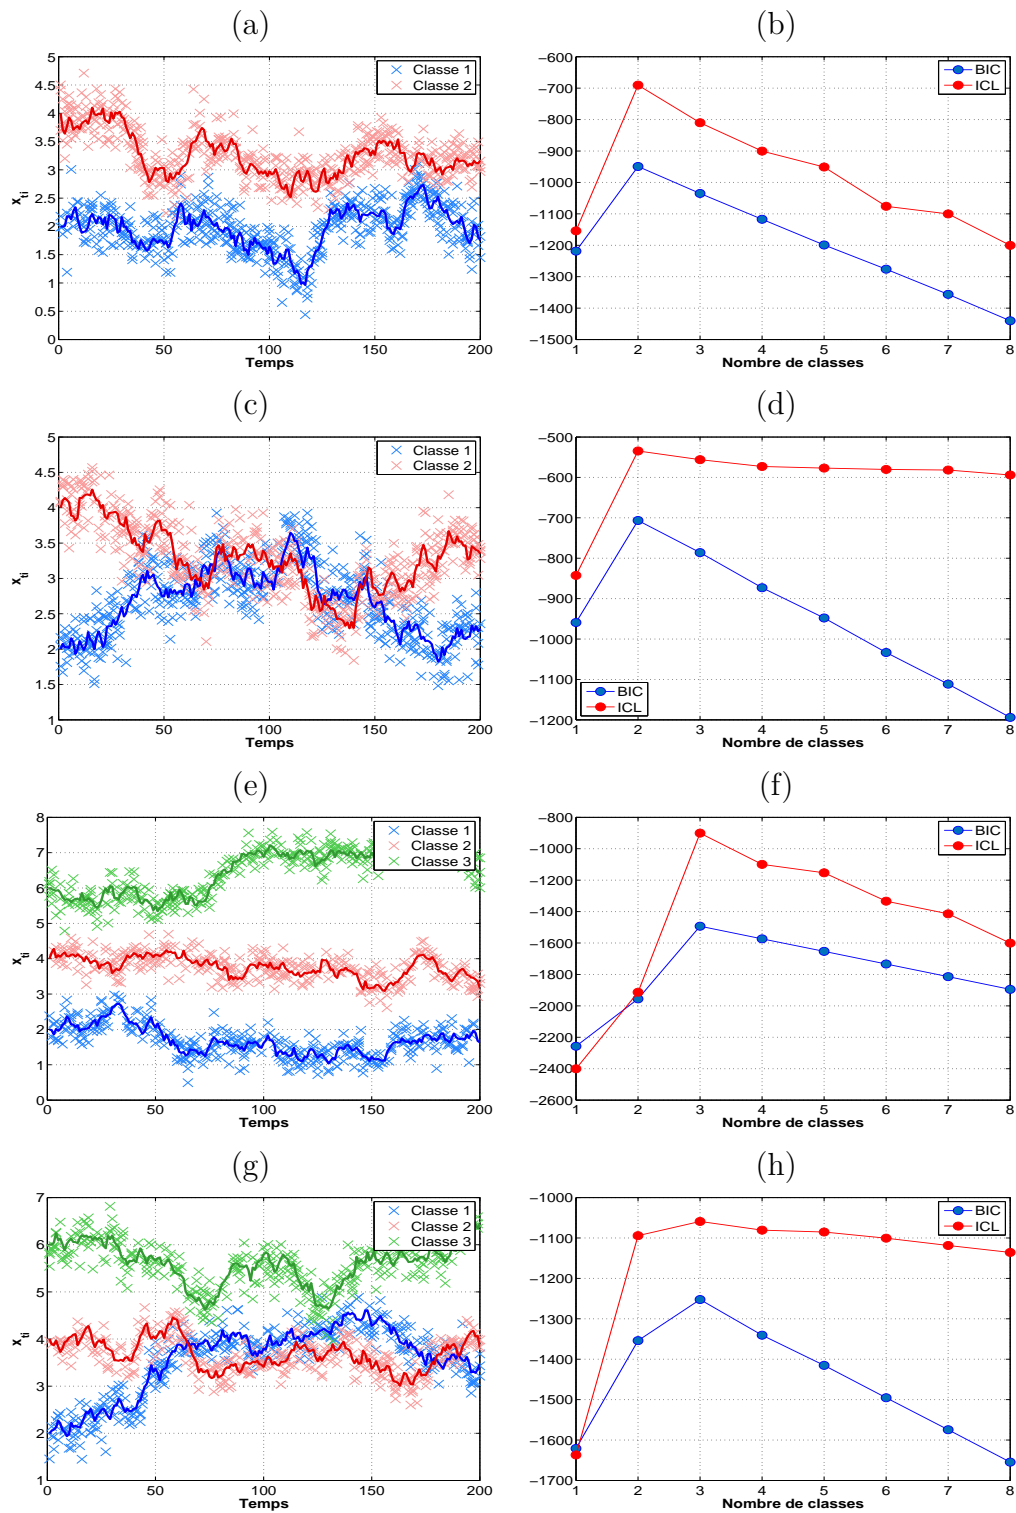 (a)
5
4.5
4
3.5
3
2.5
2
1.5
1
0.5
0
x_ti
0 50 100 150 200
Temps
Classe 1
Classe 2
(b)
−600
−700
−800
−900
−1000
−1100
−1200
−1300
−1400
−1500
1 2 3 4 5 6 7 8
Nombre de classes
BIC
ICL
(c)
5
4.5
4
3.5
3
2.5
2
1.5
1
x_ti
0 50 100 150 200
Temps
Classe 1
Classe 2
(d)
−500
−600
−700
−800
−900
−1000
−1100
−1200
1 2 3 4 5 6 7 8
Nombre de classes
BIC
ICL
(e)
8
7
6
5
4
3
2
1
0
x_ti
0 50 100 150 200
Temps
Classe 1
Classe 2
Classe 3
(f)
−800
−1000
−1200
−1400
−1600
−1800
−2000
−2200
−2400
−2600
1 2 3 4 5 6 7 8
Nombre de classes
BIC
ICL
(g)
7
6
5
4
3
2
1
x_ti
0 50 100 150 200
Temps
Classe 1
Classe 2
Classe 3
(h)
−1000
−1100
−1200
−1300
−1400
−1500
−1600
−1700
1 2 3 4 5 6 7 8
Nombre de classes
BIC
ICL